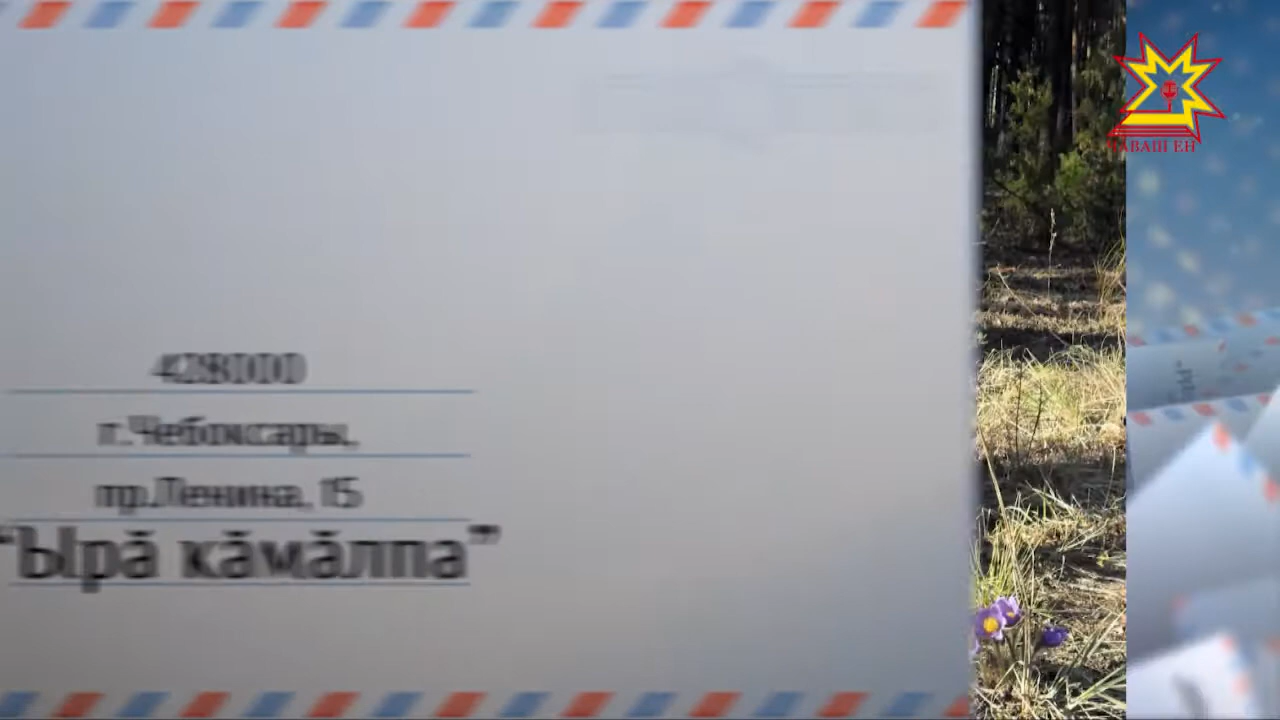 428000
г.Чебоксары,
пр.Ленина, 15
“Ырӑ кӑмӑлпа”
ЧӐВАШ ЕН